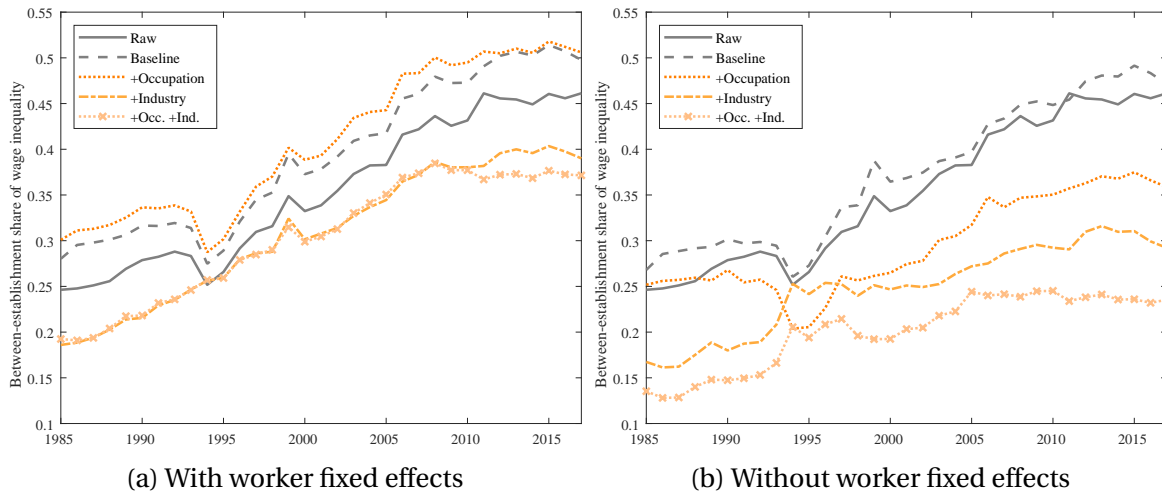 Between-establishment share of wage inequality
0.55
0.5
0.45
0.4
0.35
0.3
0.25
0.2
0.15
0.1
Raw
Baseline
+Occupation
+Industry
+Occ. +Ind.
1985 1990 1995 2000 2005 2010 2015
(a) With worker fixed effects
Between-establishment share of wage inequality
0.55
0.5
0.45
0.4
0.35
0.3
0.25
0.2
0.15
0.1
Raw
Baseline
+Occupation
+Industry
+Occ. +Ind.
1985 1990 1995 2000 2005 2010 2015
(b) Without worker fixed effects